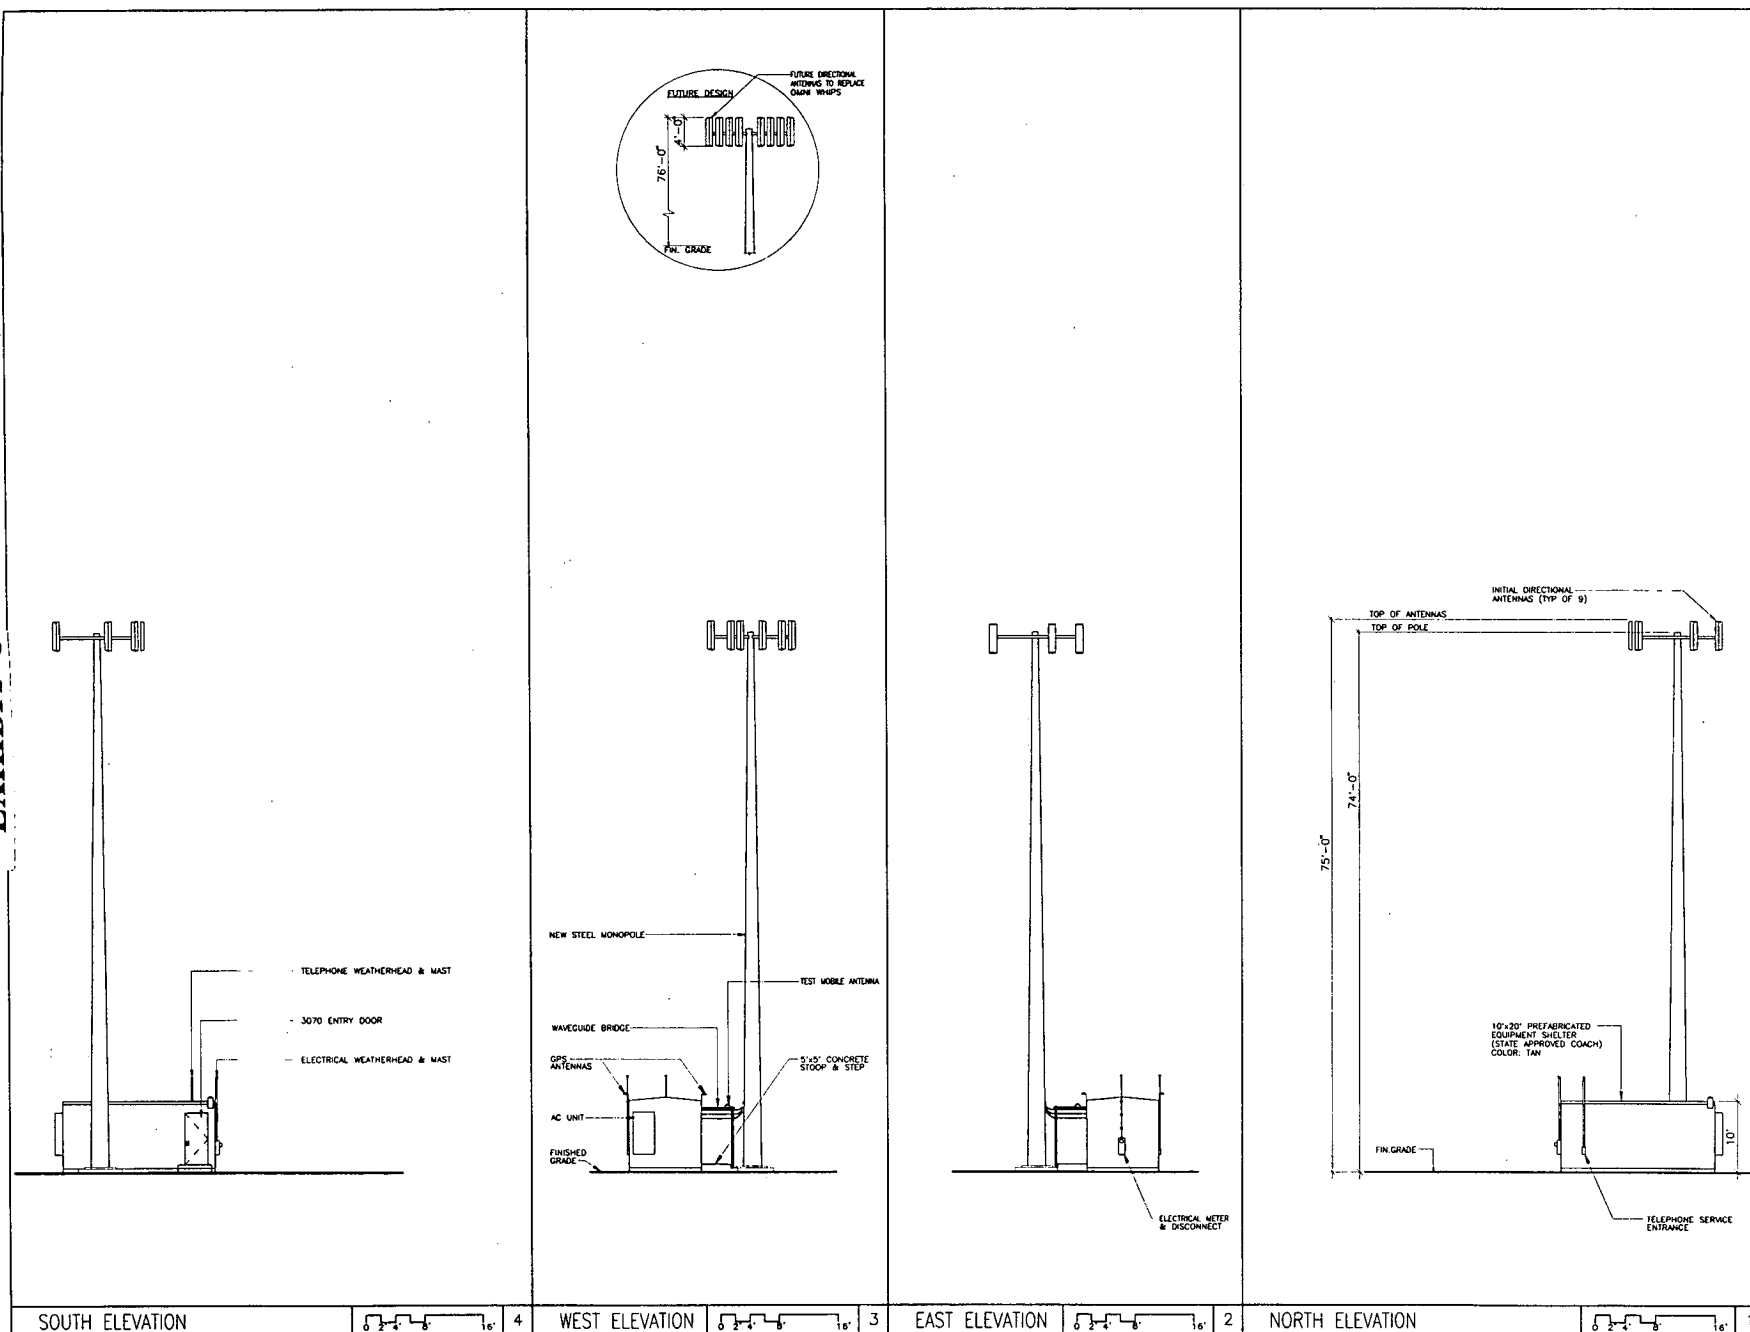 FUTURE DESIGN
FUTURE DIRECTIONAL
ANTENNAS TO REPLACE
OMNI WHIPS
4'-0"
76'-0"
FIN. GRADE
TELEPHONE WEATHERHEAD & MAST
3070 ENTRY DOOR
ELECTRICAL WEATHERHEAD & MAST
NEW STEEL MONOPOLE
TEST MOBILE ANTENNA
WAVEGUIDE BRIDGE
GPS
ANTENNAS
5'x5' CONCRETE
STOOP & STEP
AC UNIT
FINISHED
GRADE
ELECTRICAL METER
& DISCONNECT
INITIAL DIRECTIONAL
ANTENNAS (TYP OF 9)
TOP OF ANTENNAS
TOP OF POLE
74'-0"
75'-0"
10'x20' PREFABRICATED
EQUIPMENT SHELTER
(STATE APPROVED COACH)
COLOR: TAN
10'
FIN.GRADE
TELEPHONE SERVICE
ENTRANCE
SOUTH ELEVATION
0 2' 4' 8' 16'
4
WEST ELEVATION
0 2' 4' 8' 16'
3
EAST ELEVATION
0 2' 4' 8' 16'
2
NORTH ELEVATION
0 2' 4' 8' 16'